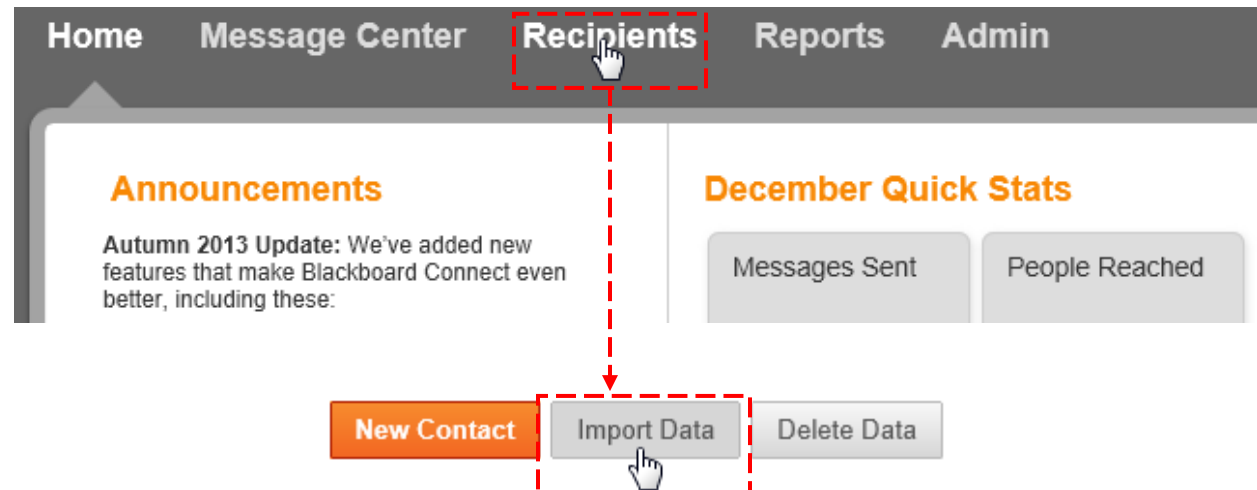 Home Message Center Recipients Reports Admin
Announcements
Autumn 2013 Update: We've added new
features that make Blackboard Connect even
better, including these:
December Quick Stats
Messages Sent People Reached
New Contact Import Data Delete Data